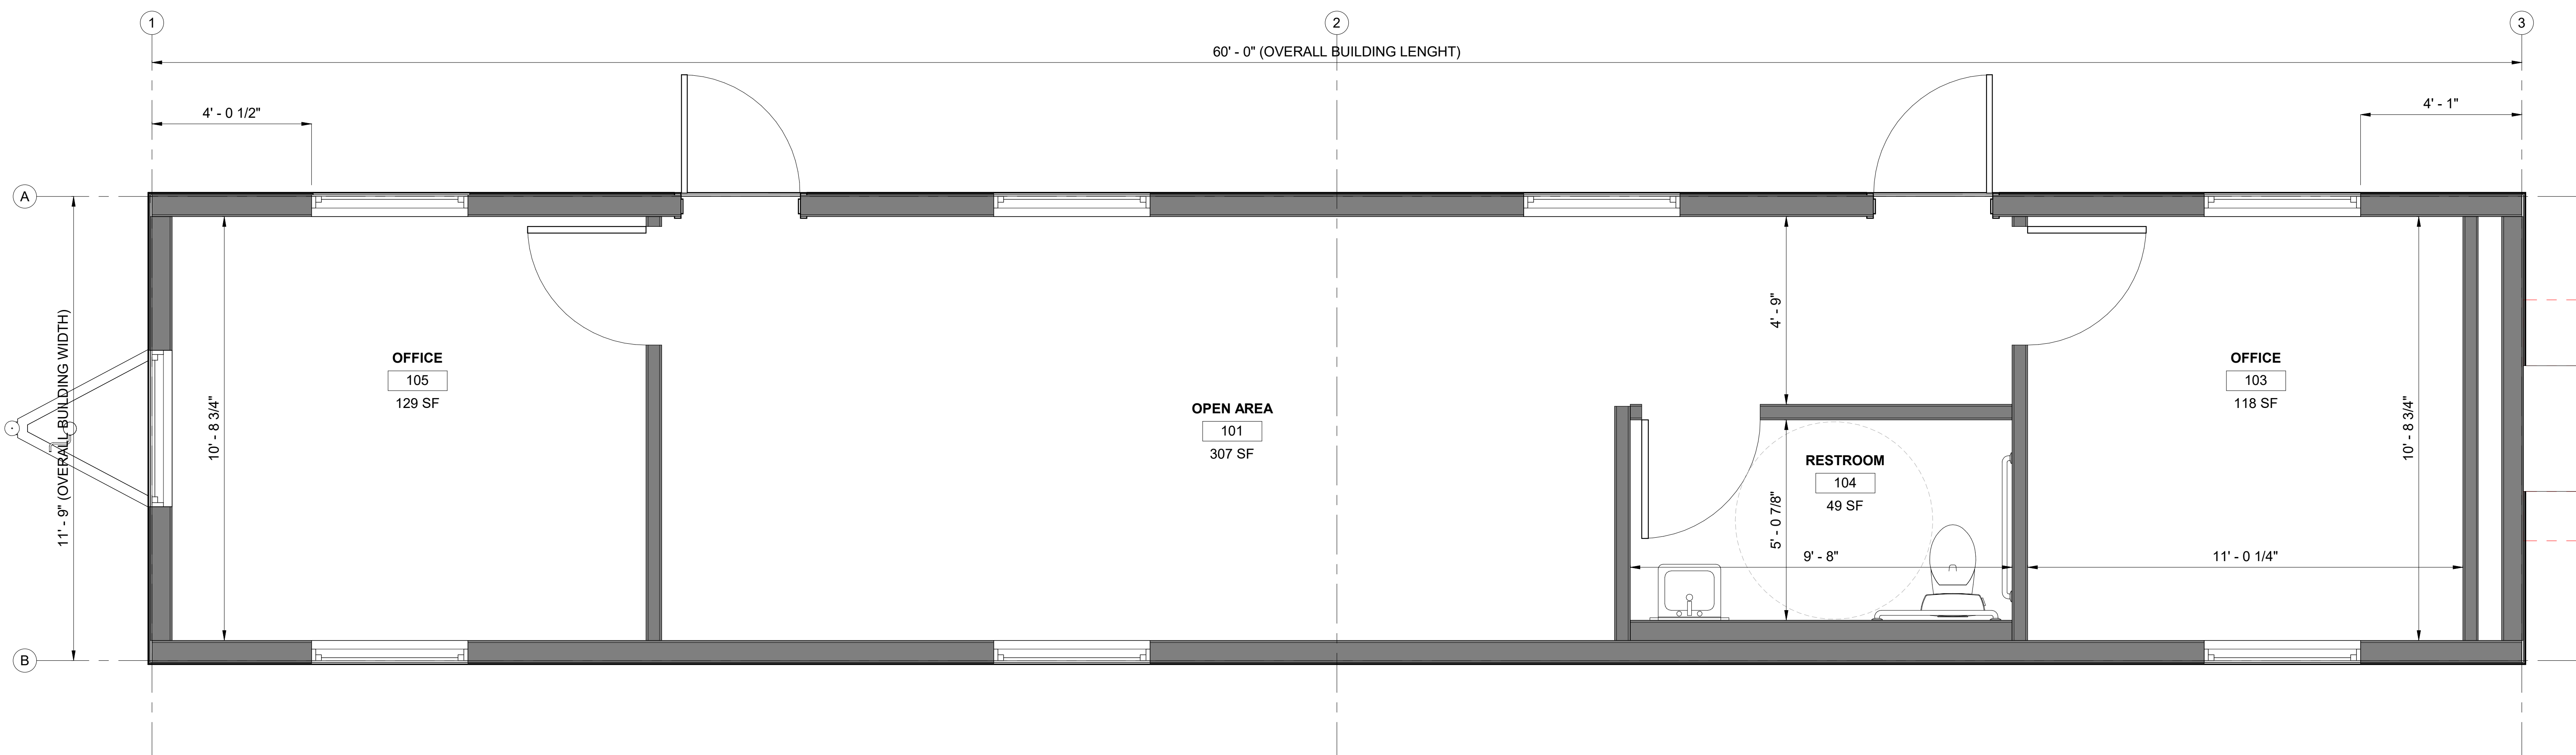 1
2
3
60' - 0" (OVERALL BUILDING LENGHT)
4' - 0 1/2"
4' - 1"
A
11' - 9" (OVERALL BUILDING WIDTH)
10' - 8 3/4"
OFFICE
105
129 SF
OPEN AREA
101
307 SF
4' - 9"
RESTROOM
104
49 SF
5' - 0 7/8"
9' - 8"
OFFICE
103
118 SF
10' - 8 3/4"
11' - 0 1/4"
B